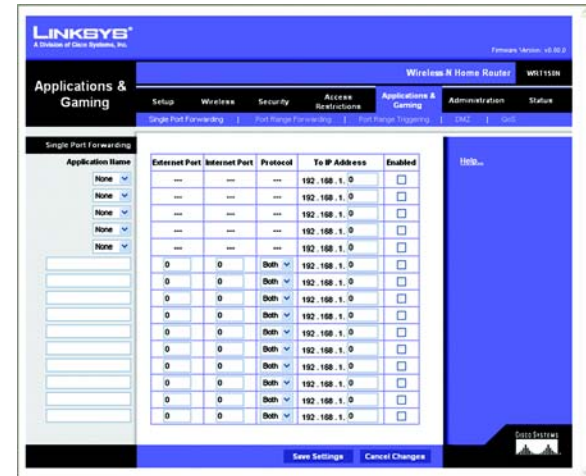 LINKSYS®
A Division of Cisco Systems, Inc.
Firmware Version: v0.00.0
Wireless-N Home Router WRT150N
Applications & Gaming
Setup Wireless Security Access Restrictions Applications & Gaming Administration Status
Single Port Forwarding | Port Range Forwarding | Port Range Triggering | DMZ | QoS
Single Port Forwarding
Application Name External Port Internet Port Protocol To IP Address Enabled Help...
None --- --- --- 192.168.1. 0
None --- --- --- 192.168.1. 0
None --- --- --- 192.168.1. 0
None --- --- --- 192.168.1. 0
None --- --- --- 192.168.1. 0
0 0 Both 192.168.1. 0
0 0 Both 192.168.1. 0
0 0 Both 192.168.1. 0
0 0 Both 192.168.1. 0
0 0 Both 192.168.1. 0
0 0 Both 192.168.1. 0
0 0 Both 192.168.1. 0
0 0 Both 192.168.1. 0
0 0 Both 192.168.1. 0
0 0 Both 192.168.1. 0
CISCO SYSTEMS
Save Settings Cancel Changes